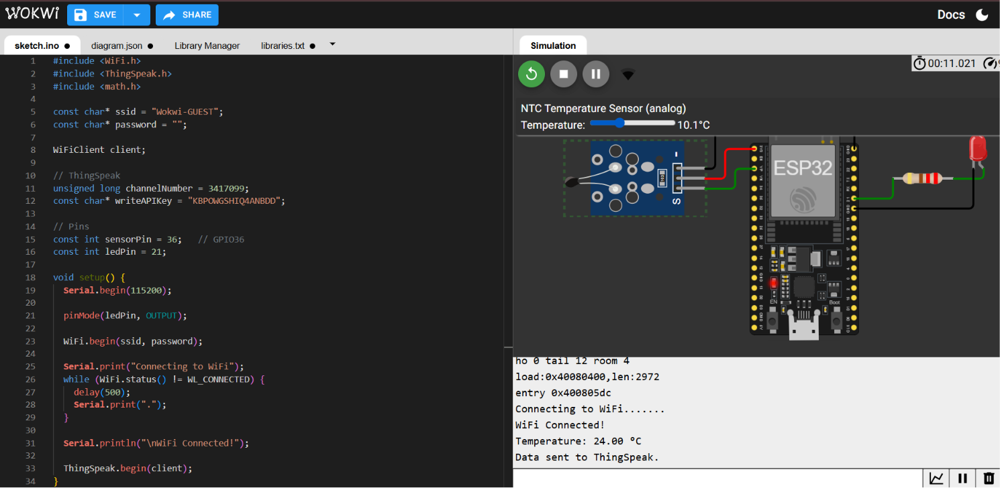 WOKWI
SAVE
SHARE
Docs
sketch.ino
diagram.json
Library Manager
libraries.txt
1 #include <WiFi.h>
2 #include <ThingSpeak.h>
3 #include <math.h>
4
5 const char* ssid = "Wokwi-GUEST";
6 const char* password = "";
7
8 WiFiClient client;
9
10 // ThingSpeak
11 unsigned long channelNumber = 3417099;
12 const char* writeAPIKey = "KBPOWGSHIQ4ANBDD";
13
14 // Pins
15 const int sensorPin = 36;   // GPIO36
16 const int ledPin = 21;
17
18 void setup() {
19 Serial.begin(115200);
20
21 pinMode(ledPin, OUTPUT);
22
23 WiFi.begin(ssid, password);
24
25 Serial.print("Connecting to WiFi");
26 while (WiFi.status() != WL_CONNECTED) {
27 delay(500);
28 Serial.print(".");
29 }
30
31 Serial.println("\nWiFi Connected!");
32
33 ThingSpeak.begin(client);
34 }
Simulation
00:11.021
NTC Temperature Sensor (analog)
Temperature: 10.1°C
- S
ESP32
EN
Boot
ho 0 tail 12 room 4
load:0x40080400,len:2972
entry 0x400805dc
Connecting to WiFi.......
WiFi Connected!
Temperature: 24.00 °C
Data sent to ThingSpeak.